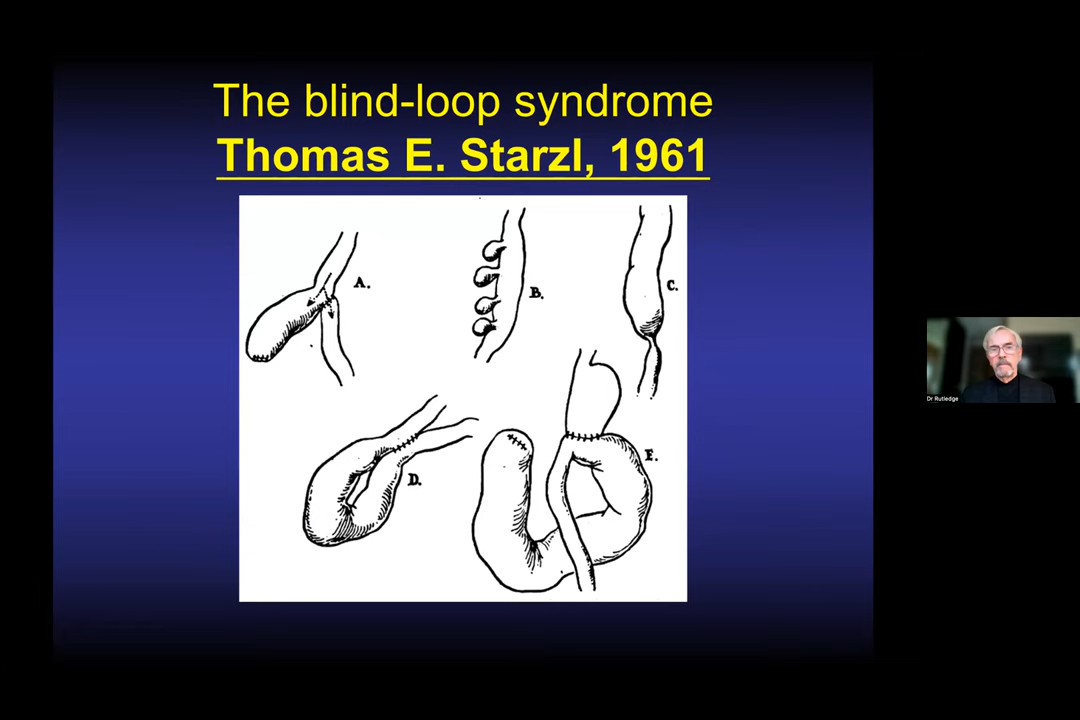 The blind-loop syndrome
Thomas E. Starzl, 1961
A.
B.
C.
D.
E.
Dr Rutledge